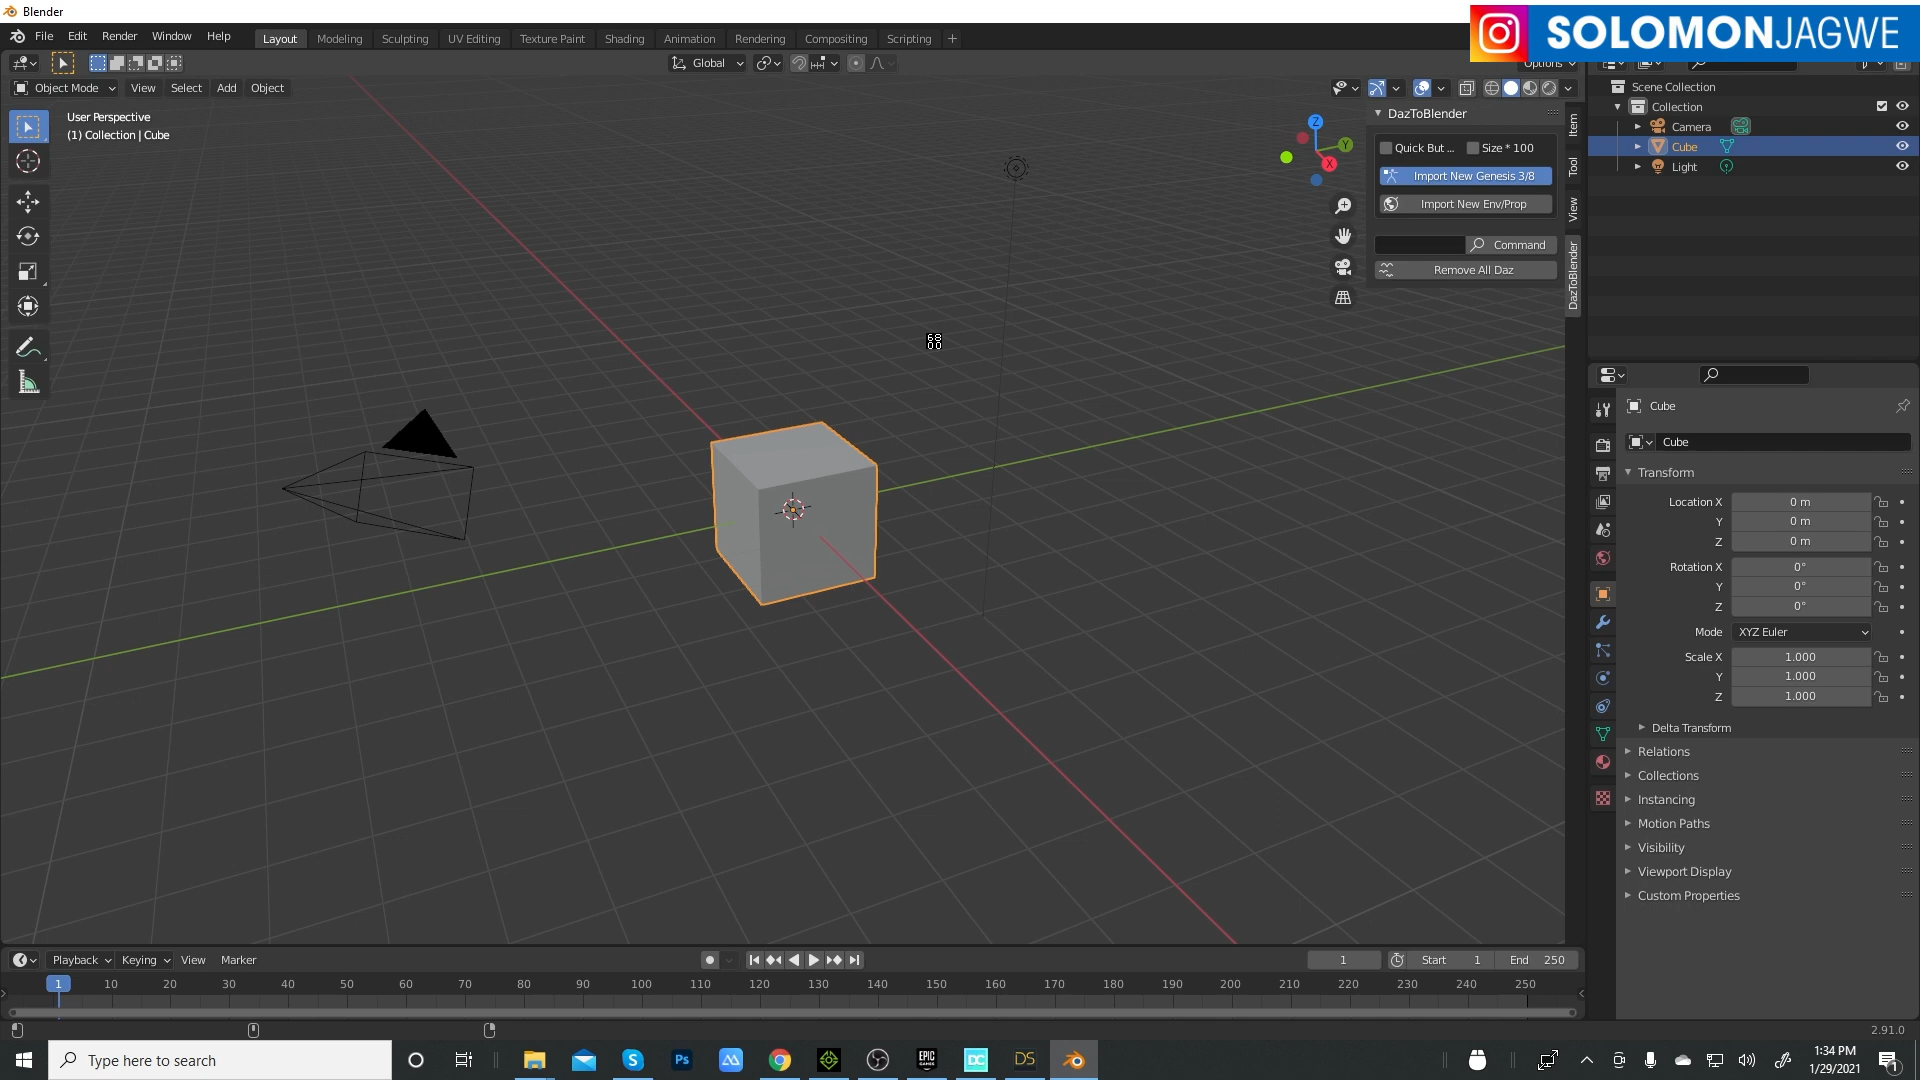 Blender
SOLOMONJAGWE
File Edit Render Window Help
Layout Modeling Sculpting UV Editing Texture Paint Shading Animation Rendering Compositing Scripting +
Global
Options
Object Mode View Select Add Object
User Perspective
(1) Collection | Cube
Z
Y
X
DazToBlender
Quick But ... Size * 100
Import New Genesis 3/8
Import New Env/Prop
Command
Remove All Daz
Item
Tool
View
DazToBlender
Scene Collection
Collection
Camera
Cube
Light
Cube
Cube
Transform
Location X 0 m
Y 0 m
Z 0 m
Rotation X 0°
Y 0°
Z 0°
Mode XYZ Euler
Scale X 1.000
Y 1.000
Z 1.000
Delta Transform
Relations
Collections
Instancing
Motion Paths
Visibility
Viewport Display
Custom Properties
Playback Keying View Marker
1 Start 1 End 250
1 10 20 30 40 50 60 70 80 90 100 110 120 130 140 150 160 170 180 190 200 210 220 230 240 250
2.91.0
Type here to search
S
Ps
EPIC
GAMES
DC
DS
1:34 PM
1/29/2021
1